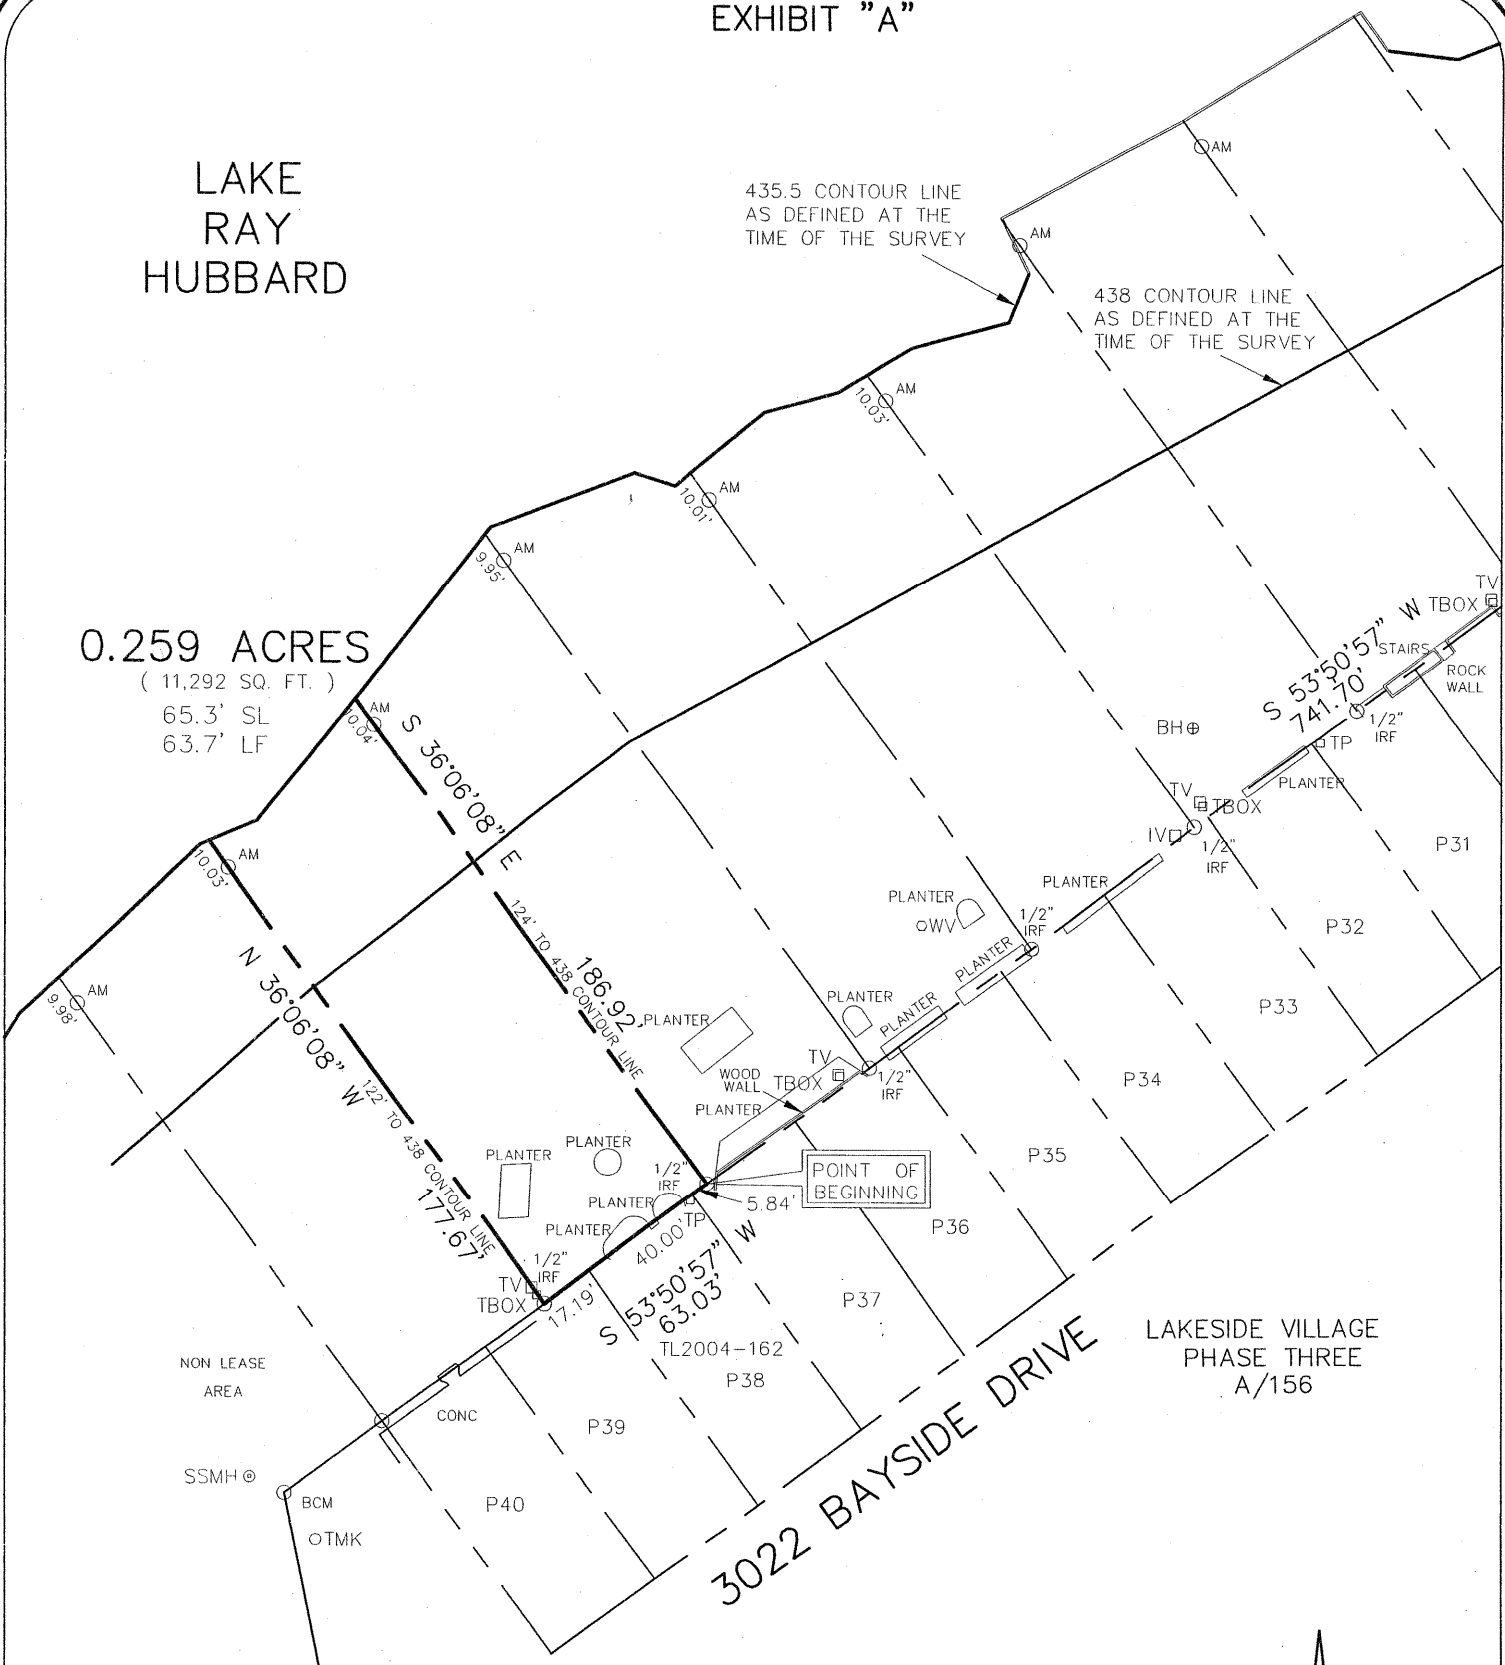 EXHIBIT "A"
LAKE
RAY
HUBBARD
435.5 CONTOUR LINE
AS DEFINED AT THE
TIME OF THE SURVEY
438 CONTOUR LINE
AS DEFINED AT THE
TIME OF THE SURVEY
AM
AM
AM
10.03'
AM
10.01'
AM
9.95'
0.259 ACRES
( 11,292 SQ. FT. )
65.3' SL
63.7' LF
AM
10.04'
S 36°06'08" E
124' TO 438 CONTOUR LINE
186.92'
AM
10.03'
N 36°06'08" W
122' TO 438 CONTOUR LINE
177.67'
AM
9.98'
TV
TBOX
S 53°50'57" W
741.70'
STAIRS
ROCK
WALL
1/2"
IRF
BH
TP
PLANTER
TV
TBOX
IV
1/2"
IRF
P31
PLANTER
PLANTER
WV
1/2"
IRF
P32
PLANTER
PLANTER
PLANTER
P33
PLANTER
TV
TBOX
WOOD
WALL
1/2"
IRF
P34
PLANTER
PLANTER
PLANTER
1/2"
IRF
POINT OF
BEGINNING
P35
PLANTER
PLANTER
TP
5.84'
P36
40.00'
1/2"
IRF
TV
TBOX
17.19'
S 53°50'57" W
63.03'
P37
TL2004-162
P38
LAKESIDE VILLAGE
PHASE THREE
A/156
NON LEASE
AREA
CONC
P39
SSMH
BCM
P40
TMK
3022 BAYSIDE DRIVE